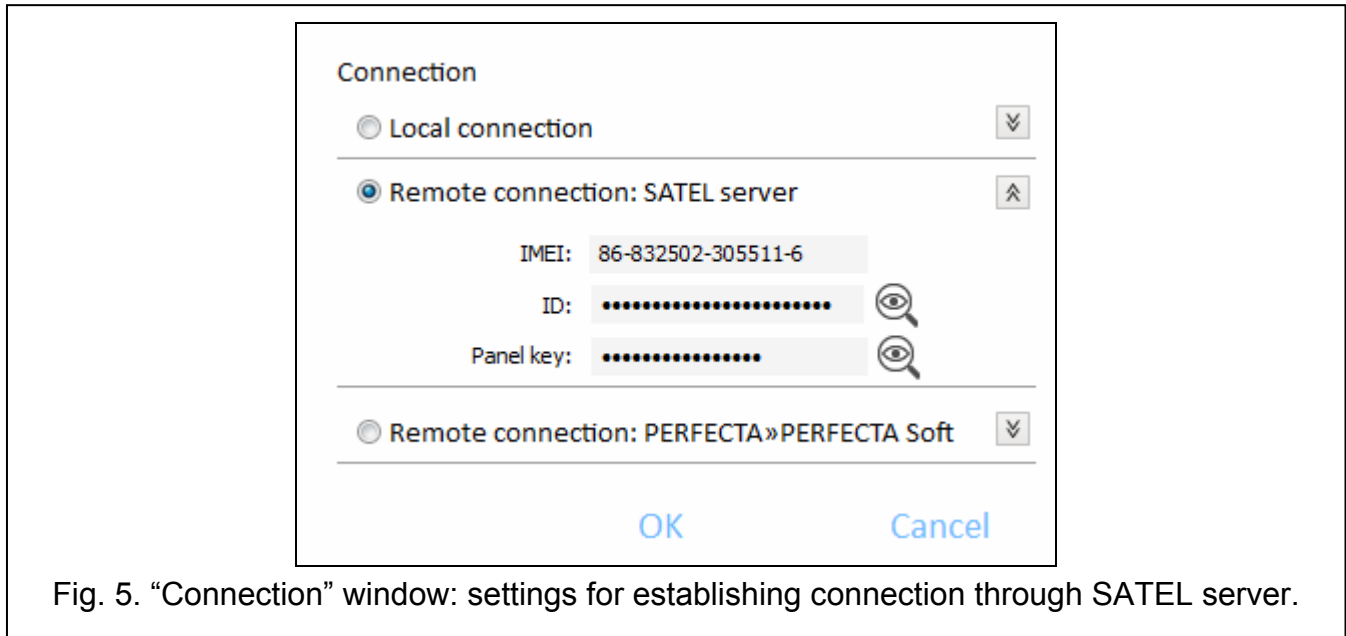 Connection
Local connection
Remote connection: SATEL server
IMEI: 86-832502-305511-6
ID: •••••••••••••••••••••••
Panel key: ••••••••••••••••
Remote connection: PERFECTA»PERFECTA Soft
OK Cancel
Fig. 5. “Connection” window: settings for establishing connection through SATEL server.